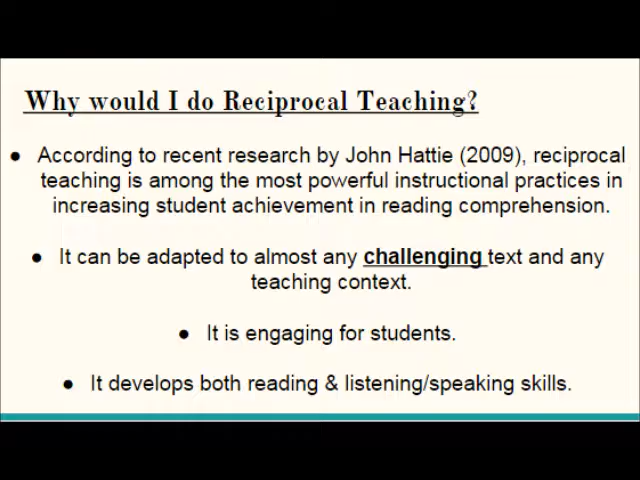 Why would I do Reciprocal Teaching?
● According to recent research by John Hattie (2009), reciprocal
teaching is among the most powerful instructional practices in
increasing student achievement in reading comprehension.
● It can be adapted to almost any challenging text and any
teaching context.
● It is engaging for students.
● It develops both reading & listening/speaking skills.